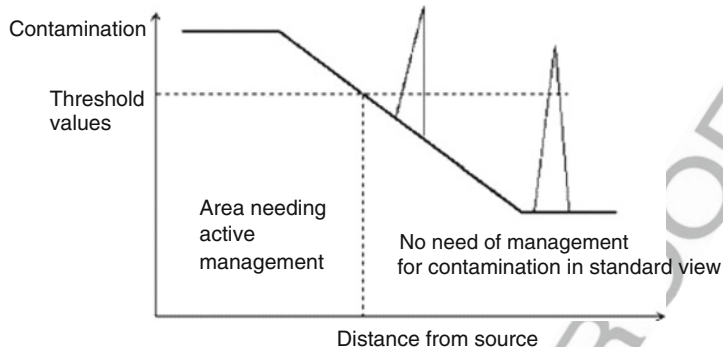 Contamination
Threshold
values
Area needing
active
management
No need of management
for contamination in standard view
Distance from source